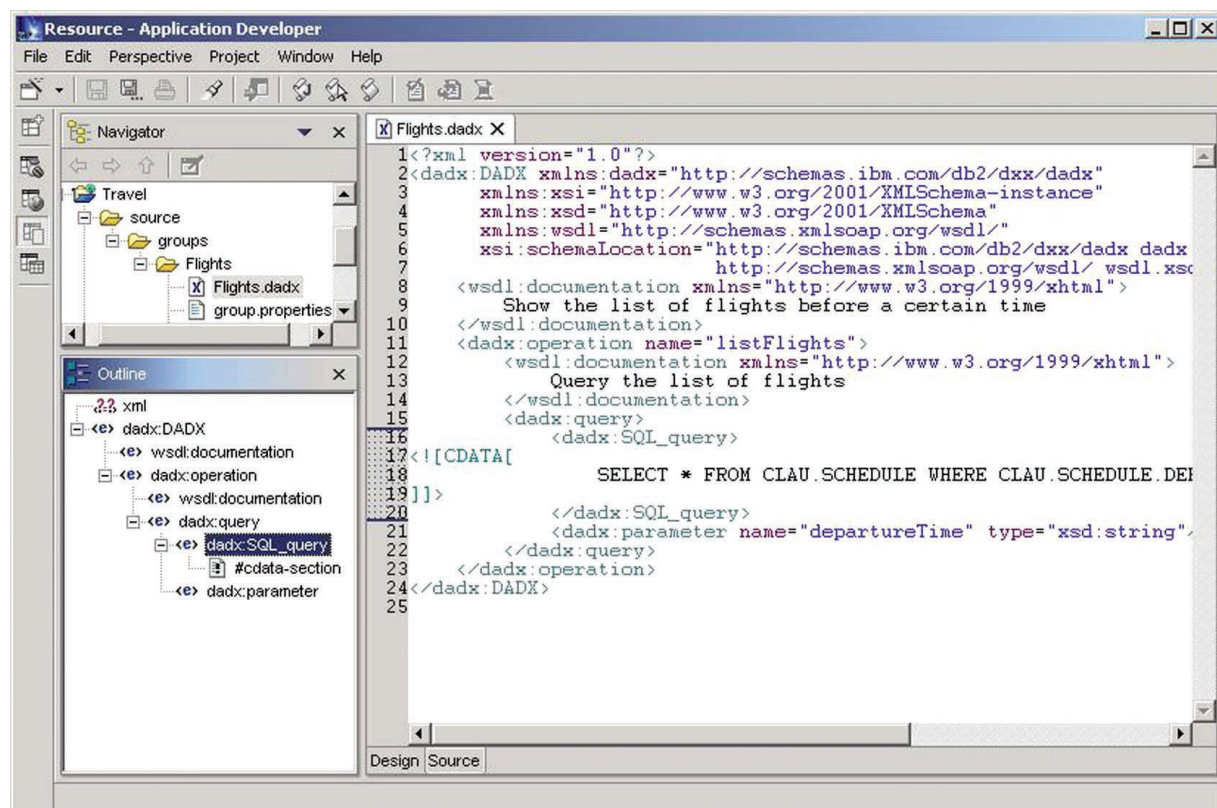 Resource - Application Developer
File Edit Perspective Project Window Help
Navigator
Travel
source
groups
Flights
Flights.dadx
group.properties
Outline
?-? xml
<e> dadx:DADX
<e> wsdl:documentation
<e> dadx:operation
<e> wsdl:documentation
<e> dadx:query
<e> dadx:SQL_query
#cdata-section
<e> dadx:parameter
Flights.dadx
1<?xml version="1.0"?>
2<dadx:DADX xmlns:dadx="http://schemas.ibm.com/db2/dxx/dadx"
3 xmlns:xsi="http://www.w3.org/2001/XMLSchema-instance"
4 xmlns:xsd="http://www.w3.org/2001/XMLSchema"
5 xmlns:wsdl="http://schemas.xmlsoap.org/wsdl/"
6 xsi:schemaLocation="http://schemas.ibm.com/db2/dxx/dadx dadx
7 http://schemas.xmlsoap.org/wsdl/ wsdl.xsd
8 <wsdl:documentation xmlns="http://www.w3.org/1999/xhtml">
9 Show the list of flights before a certain time
10 </wsdl:documentation>
11 <dadx:operation name="listFlights">
12 <wsdl:documentation xmlns="http://www.w3.org/1999/xhtml">
13 Query the list of flights
14 </wsdl:documentation>
15 <dadx:query>
16 <dadx:SQL_query>
17<![CDATA[
18 SELECT * FROM CLAU.SCHEDULE WHERE CLAU.SCHEDULE.DEP
19]]>
20 </dadx:SQL_query>
21 <dadx:parameter name="departureTime" type="xsd:string"/
22 </dadx:query>
23 </dadx:operation>
24</dadx:DADX>
25
Design Source